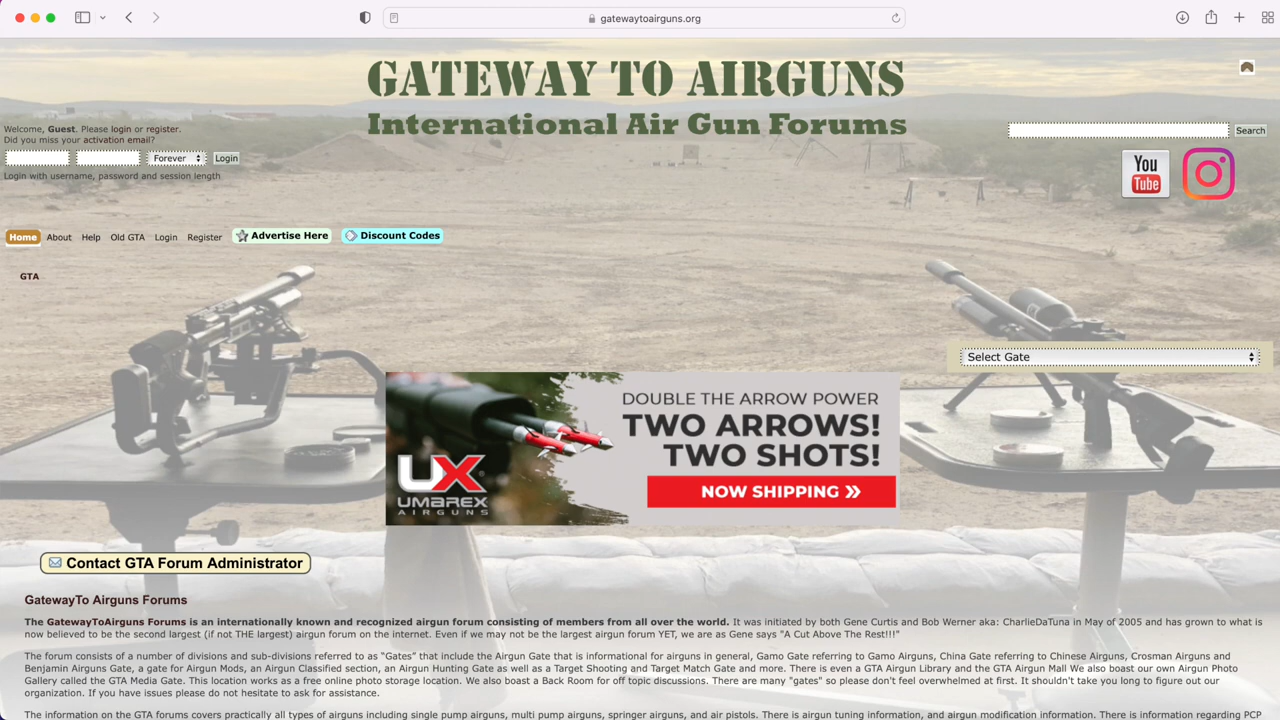 gatewaytoairguns.org
GATEWAY TO AIRGUNS
International Air Gun Forums
Welcome, Guest. Please login or register.
Did you miss your activation email?
Forever
Login
Login with username, password and session length
Search
You
Tube
Home
About
Help
Old GTA
Login
Register
Advertise Here
Discount Codes
GTA
Select Gate
DOUBLE THE ARROW POWER
TWO ARROWS!
TWO SHOTS!
NOW SHIPPING
UX
UMAREX
AIRGUNS
Contact GTA Forum Administrator
GatewayTo Airguns Forums
The GatewayToAirguns Forums is an internationally known and recognized airgun forum consisting of members from all over the world. It was initiated by both Gene Curtis and Bob Werner aka: CharlieDaTuna in May of 2005 and has grown to what is
now believed to be the second largest (if not THE largest) airgun forum on the internet. Even if we may not be the largest airgun forum YET, we are as Gene says "A Cut Above The Rest!!!"
The forum consists of a number of divisions and sub-divisions referred to as "Gates" that include the Airgun Gate that is informational for airguns in general, Gamo Gate referring to Gamo Airguns, China Gate referring to Chinese Airguns, Crosman Airguns and
Benjamin Airguns Gate, a gate for Airgun Mods, an Airgun Classified section, an Airgun Hunting Gate as well as a Target Shooting and Target Match Gate and more. There is even a GTA Airgun Library and the GTA Airgun Mall We also boast our own Airgun Photo
Gallery called the GTA Media Gate. This location works as a free online photo storage location. We also boast a Back Room for off topic discussions. There are many "gates" so please don't feel overwhelmed at first. It shouldn't take you long to figure out our
organization. If you have issues please do not hesitate to ask for assistance.
The information on the GTA forums covers practically all types of airguns including single pump airguns, multi pump airguns, springer airguns, and air pistols. There is airgun tuning information, and airgun modification information. There is information regarding PCP